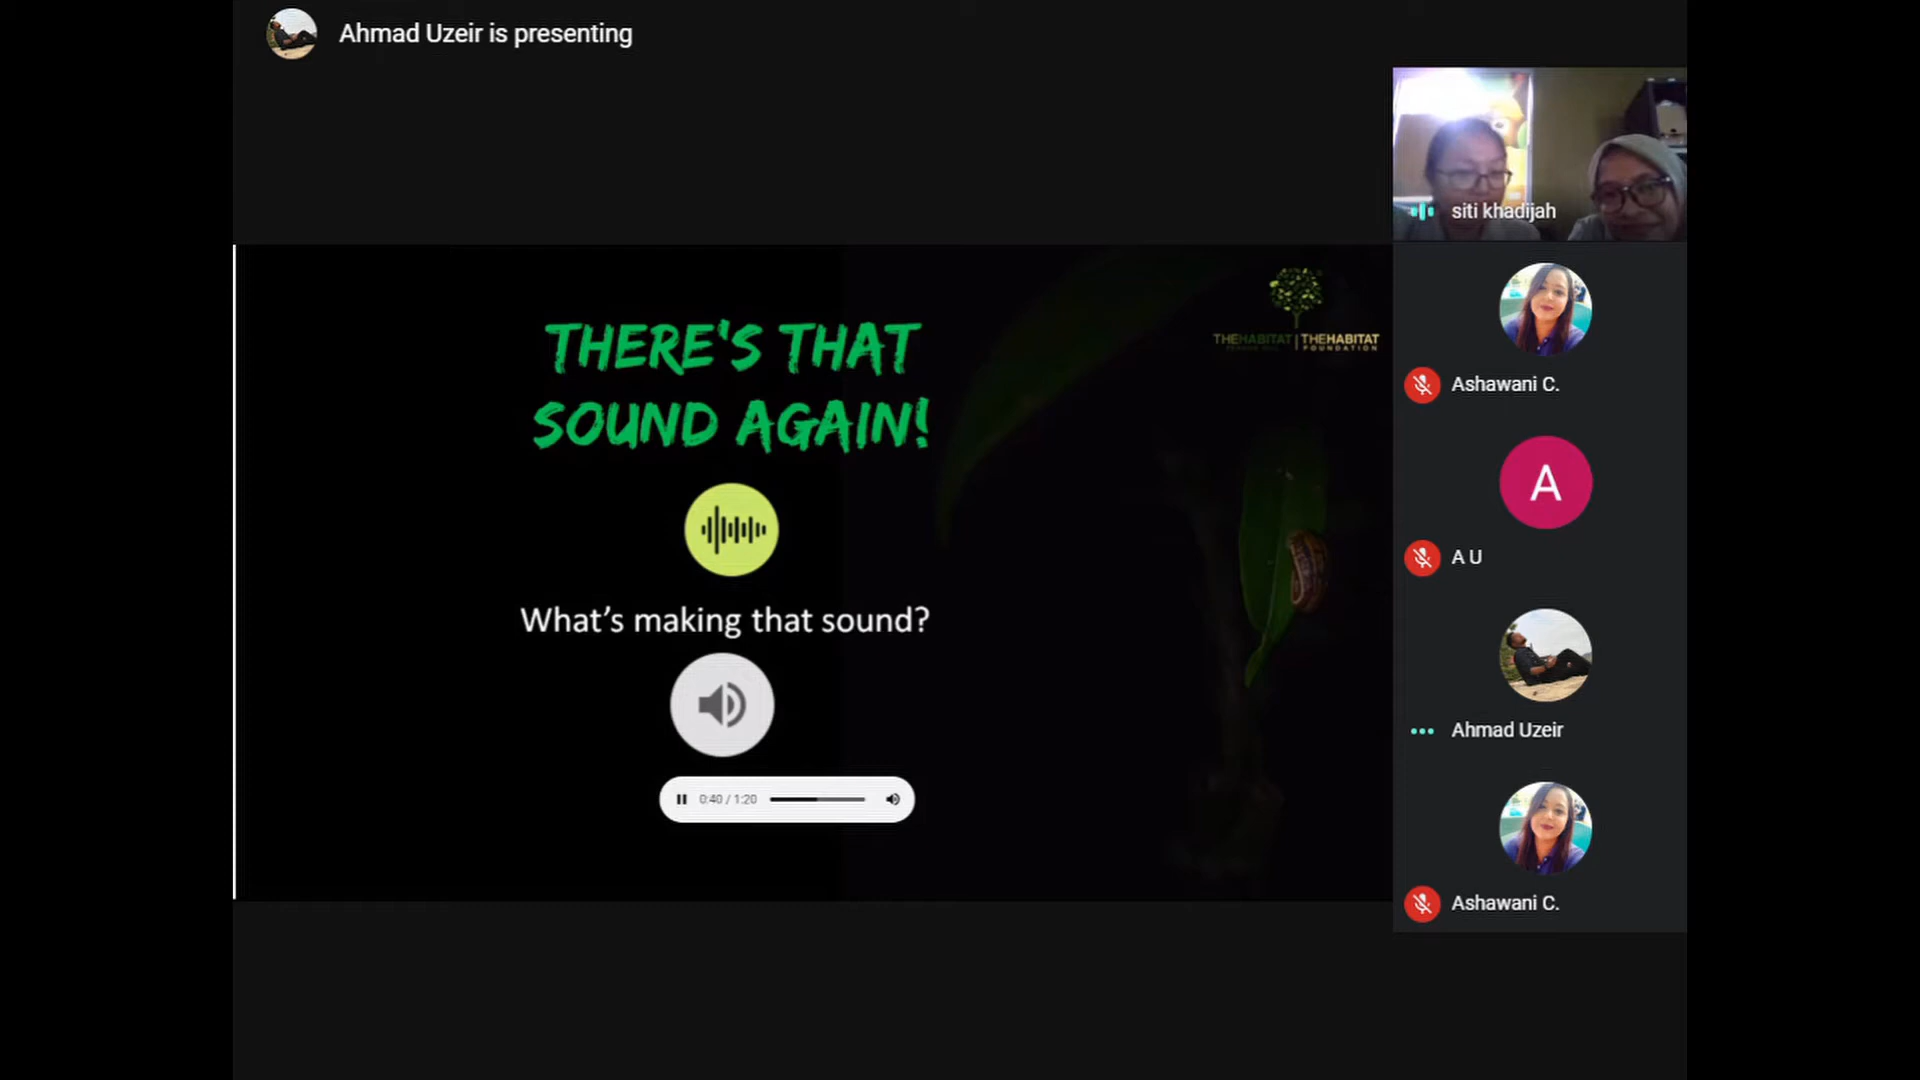 Ahmad Uzeir is presenting
THERE'S THAT
SOUND AGAIN!
What's making that sound?
0:40 / 1:20
THEHABITAT | THEHABITAT
FOUNDATION
siti khadijah
Ashawani C.
A
A U
Ahmad Uzeir
Ashawani C.